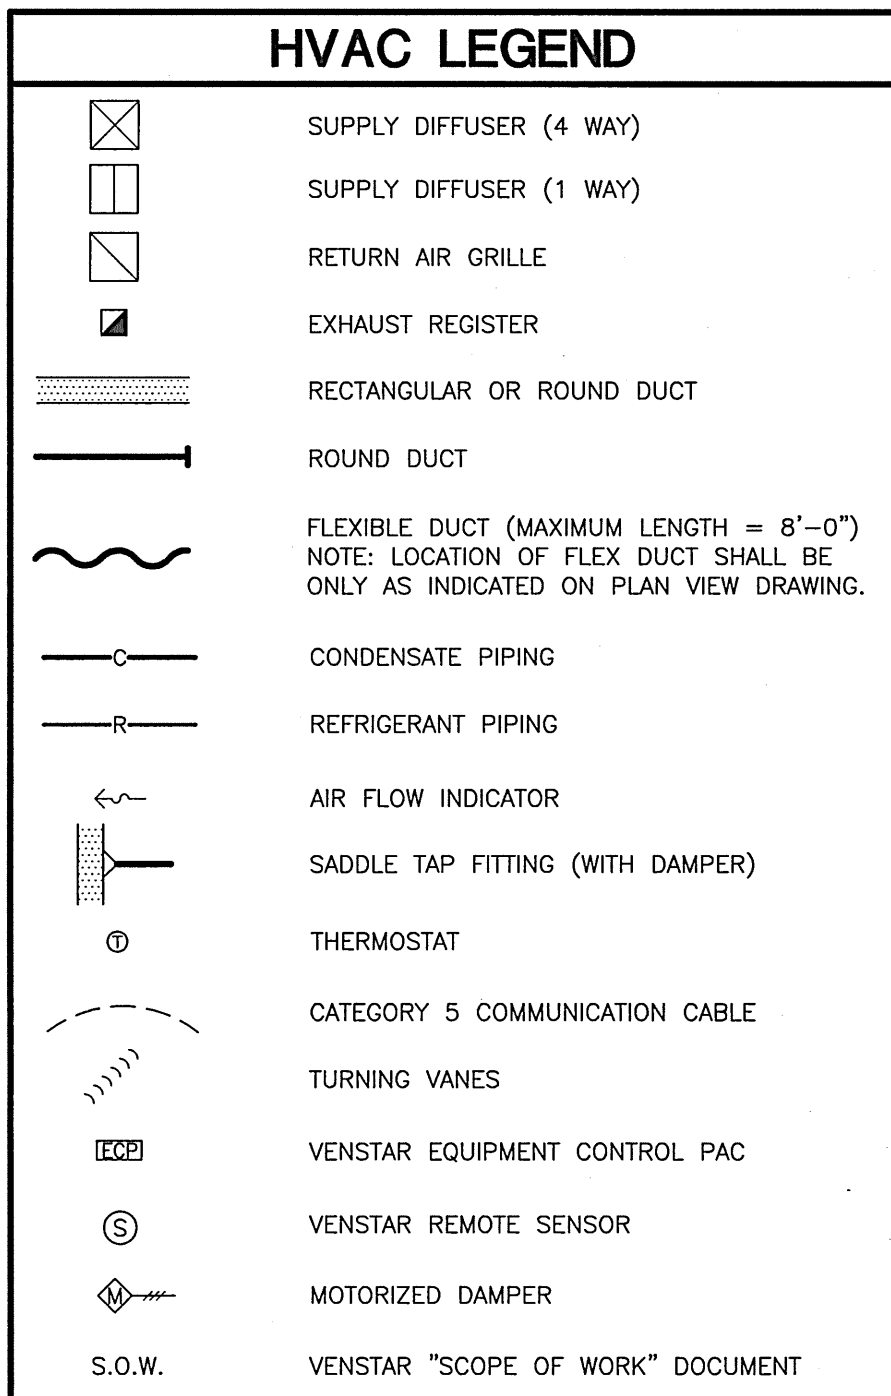 HVAC LEGEND
SUPPLY DIFFUSER (4 WAY)
SUPPLY DIFFUSER (1 WAY)
RETURN AIR GRILLE
EXHAUST REGISTER
RECTANGULAR OR ROUND DUCT
ROUND DUCT
FLEXIBLE DUCT (MAXIMUM LENGTH = 8'-0")
NOTE: LOCATION OF FLEX DUCT SHALL BE
ONLY AS INDICATED ON PLAN VIEW DRAWING.
C CONDENSATE PIPING
R REFRIGERANT PIPING
AIR FLOW INDICATOR
SADDLE TAP FITTING (WITH DAMPER)
T THERMOSTAT
CATEGORY 5 COMMUNICATION CABLE
TURNING VANES
ECP VENSTAR EQUIPMENT CONTROL PAC
S VENSTAR REMOTE SENSOR
M MOTORIZED DAMPER
S.O.W. VENSTAR "SCOPE OF WORK" DOCUMENT